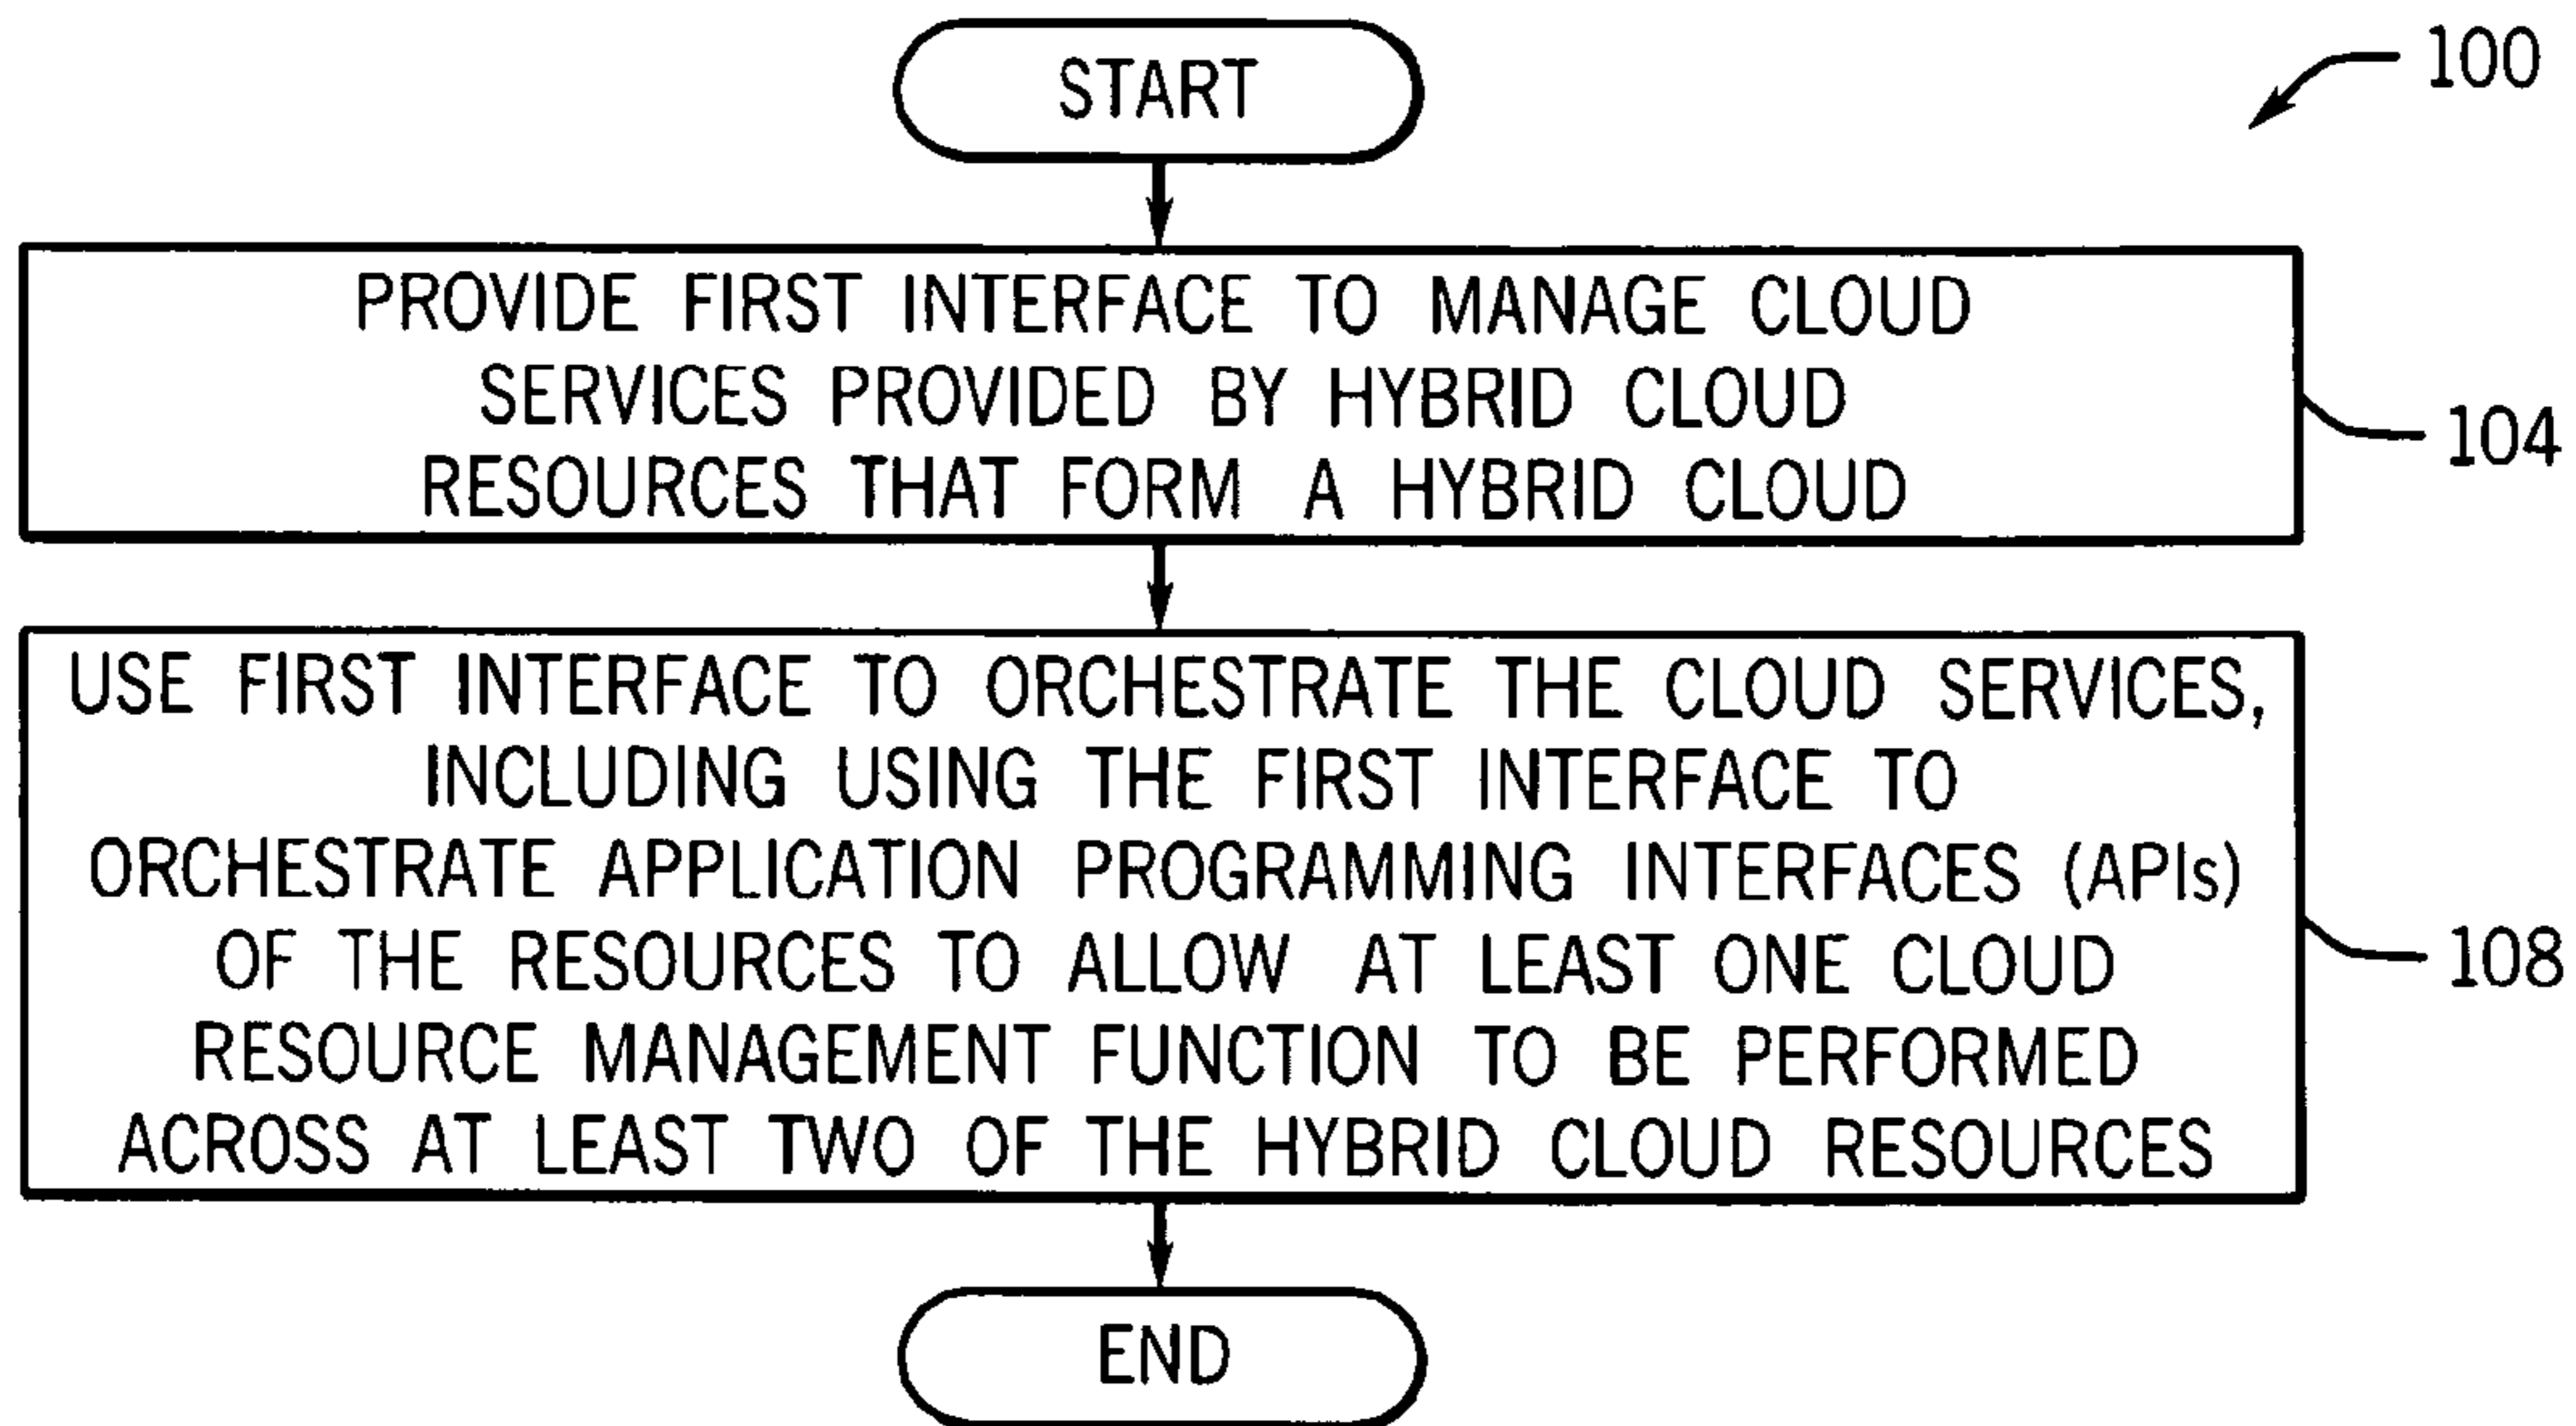 START
100
PROVIDE FIRST INTERFACE TO MANAGE CLOUD
SERVICES PROVIDED BY HYBRID CLOUD
RESOURCES THAT FORM A HYBRID CLOUD
104
USE FIRST INTERFACE TO ORCHESTRATE THE CLOUD SERVICES,
INCLUDING USING THE FIRST INTERFACE TO
ORCHESTRATE APPLICATION PROGRAMMING INTERFACES (APIs)
OF THE RESOURCES TO ALLOW AT LEAST ONE CLOUD
RESOURCE MANAGEMENT FUNCTION TO BE PERFORMED
ACROSS AT LEAST TWO OF THE HYBRID CLOUD RESOURCES
108
END